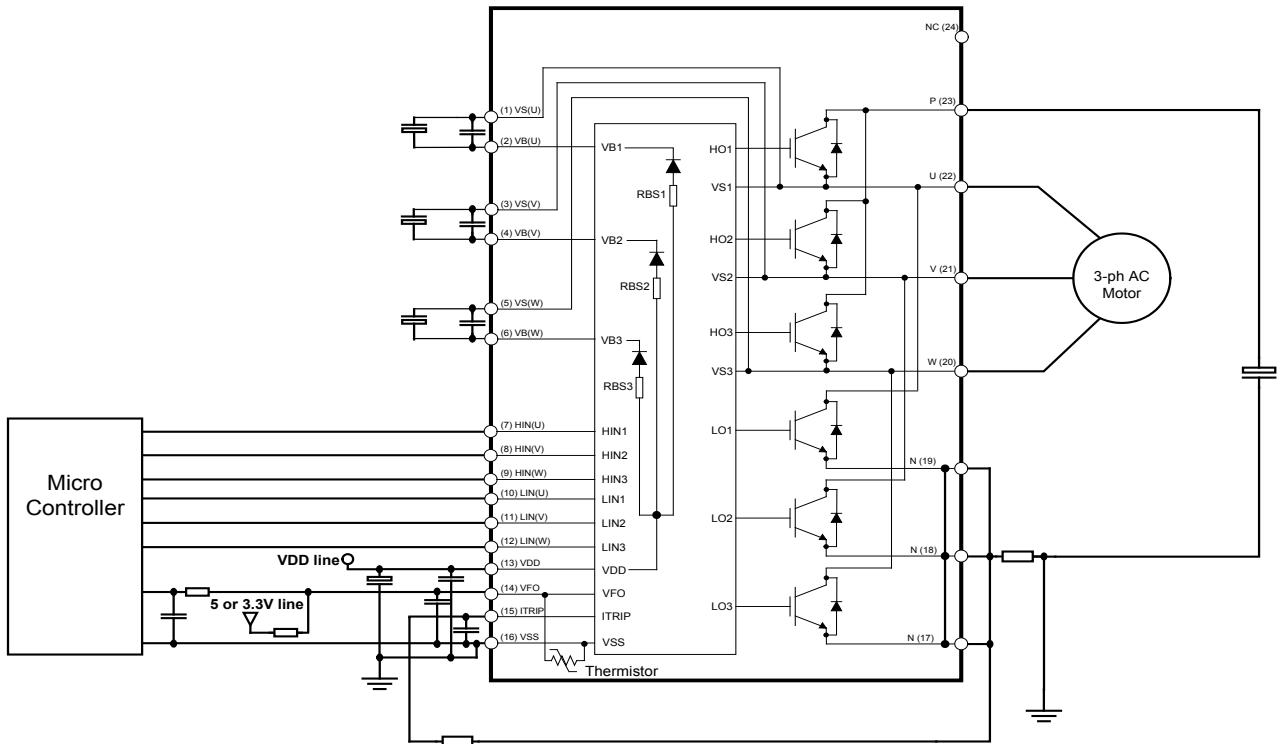 NC (24)
(1) VS(U)
P (23)
(2) VB(U)
VB1
HO1
RBS1
VS1
U (22)
(3) VS(V)
(4) VB(V)
VB2
HO2
RBS2
VS2
V (21)
3-ph AC
Motor
(5) VS(W)
(6) VB(W)
VB3
HO3
RBS3
VS3
W (20)
Micro
Controller
(7) HIN(U)
HIN1
LO1
(8) HIN(V)
HIN2
(9) HIN(W)
HIN3
N (19)
(10) LIN(U)
LIN1
(11) LIN(V)
LIN2
LO2
(12) LIN(W)
LIN3
N (18)
VDD line
(13) VDD
VDD
(14) VFO
VFO
5 or 3.3V line
LO3
(15) ITRIP
ITRIP
(16) VSS
VSS
N (17)
Thermistor